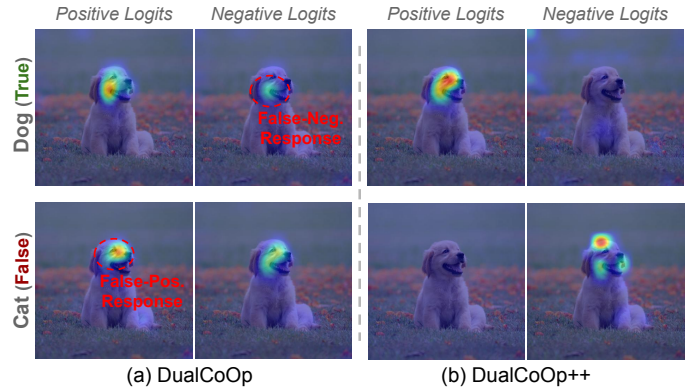 Positive Logits Negative Logits Positive Logits Negative Logits
Dog (True)
False-Neg.
Response
Cat (False)
False-Pos.
Response
(a) DualCoOp (b) DualCoOp++